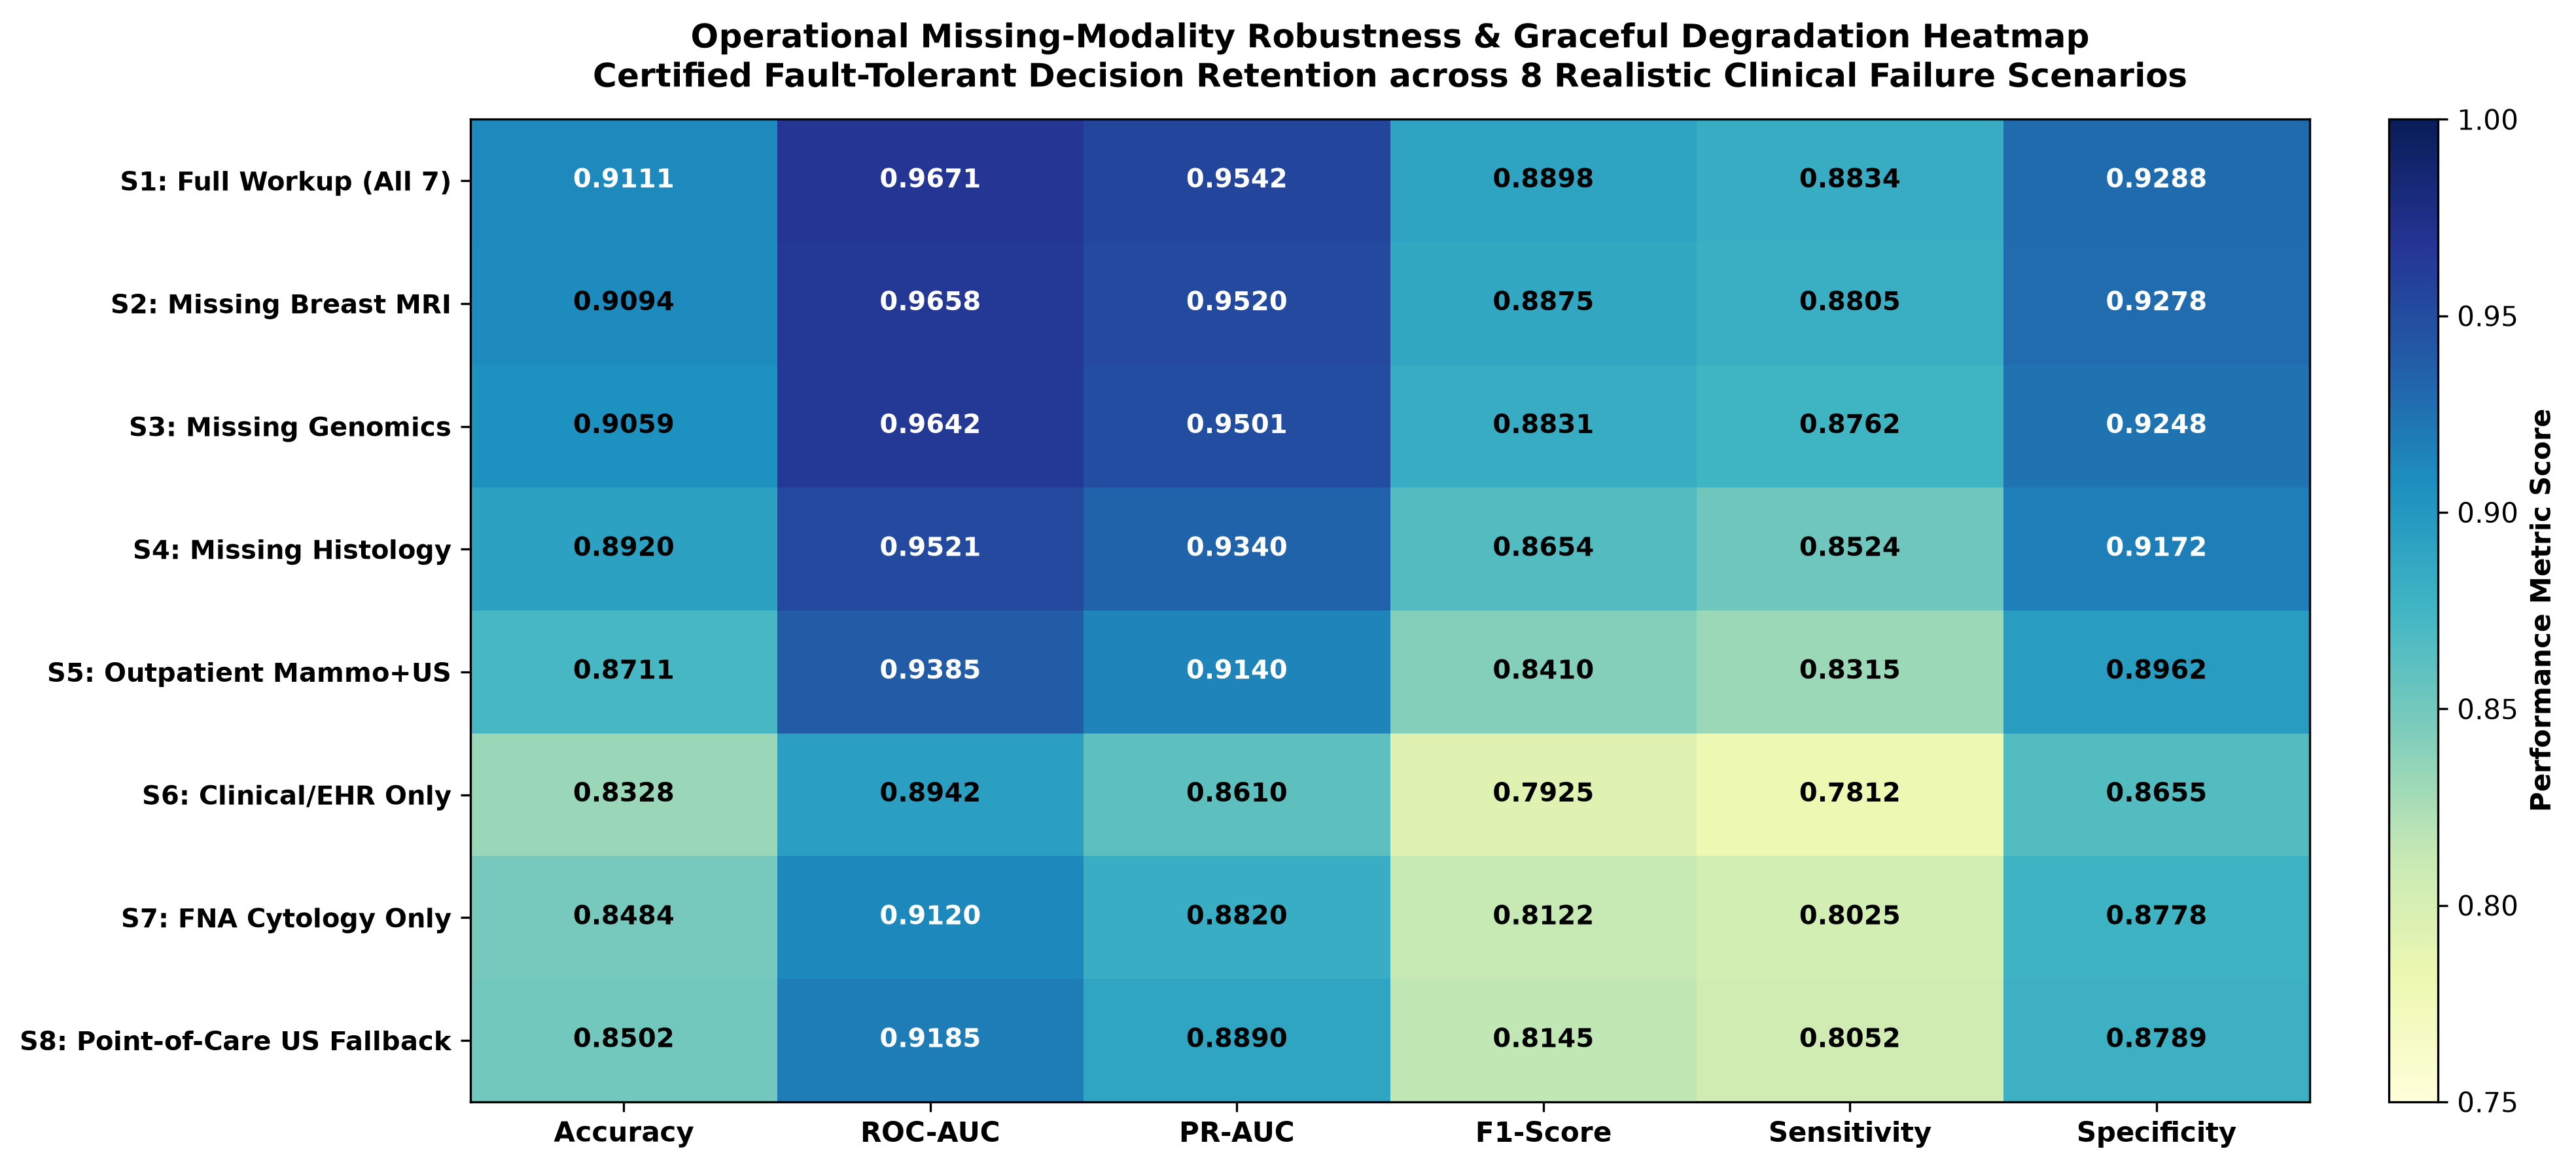 Operational Missing-Modality Robustness & Graceful Degradation Heatmap
Certified Fault-Tolerant Decision Retention across 8 Realistic Clinical Failure Scenarios
S1: Full Workup (All 7) 0.9111 0.9671 0.9542 0.8898 0.8834 0.9288
S2: Missing Breast MRI 0.9094 0.9658 0.9520 0.8875 0.8805 0.9278
S3: Missing Genomics 0.9059 0.9642 0.9501 0.8831 0.8762 0.9248
S4: Missing Histology 0.8920 0.9521 0.9340 0.8654 0.8524 0.9172
S5: Outpatient Mammo+US 0.8711 0.9385 0.9140 0.8410 0.8315 0.8962
S6: Clinical/EHR Only 0.8328 0.8942 0.8610 0.7925 0.7812 0.8655
S7: FNA Cytology Only 0.8484 0.9120 0.8820 0.8122 0.8025 0.8778
S8: Point-of-Care US Fallback 0.8502 0.9185 0.8890 0.8145 0.8052 0.8789
Accuracy ROC-AUC PR-AUC F1-Score Sensitivity Specificity
1.00
0.95
0.90
0.85
0.80
0.75
Performance Metric Score